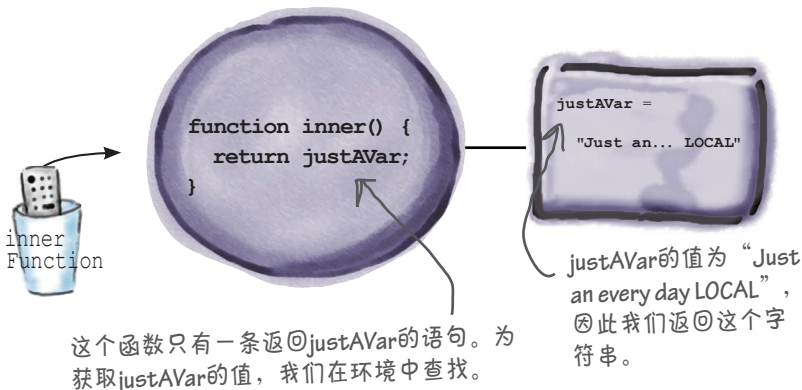 function inner() {
return justAVar;
}
justAVar =
"Just an... LOCAL"
inner
Function
justAVar的值为“Just
an every day LOCAL”，
因此我们返回这个字
符串。
这个函数只有一条返回justAVar的语句。为
获取justAVar的值，我们在环境中查找。